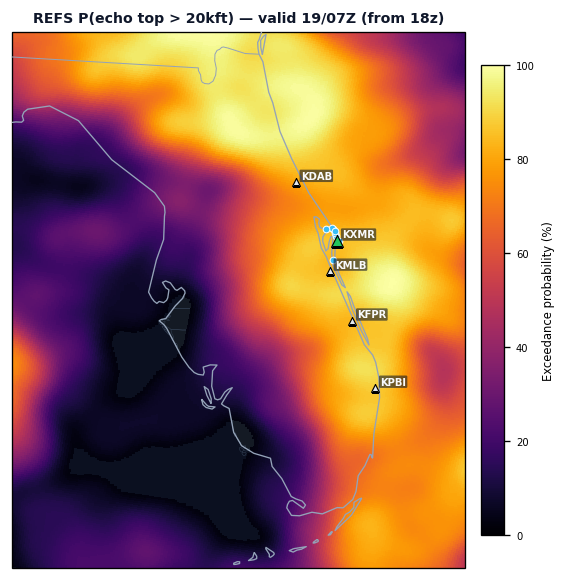 REFS P(echo top > 20kft) — valid 19/07Z (from 18z)
KDAB
KXMR
KMLB
KFPR
KPBI
100
80
60
40
20
0
Exceedance probability (%)